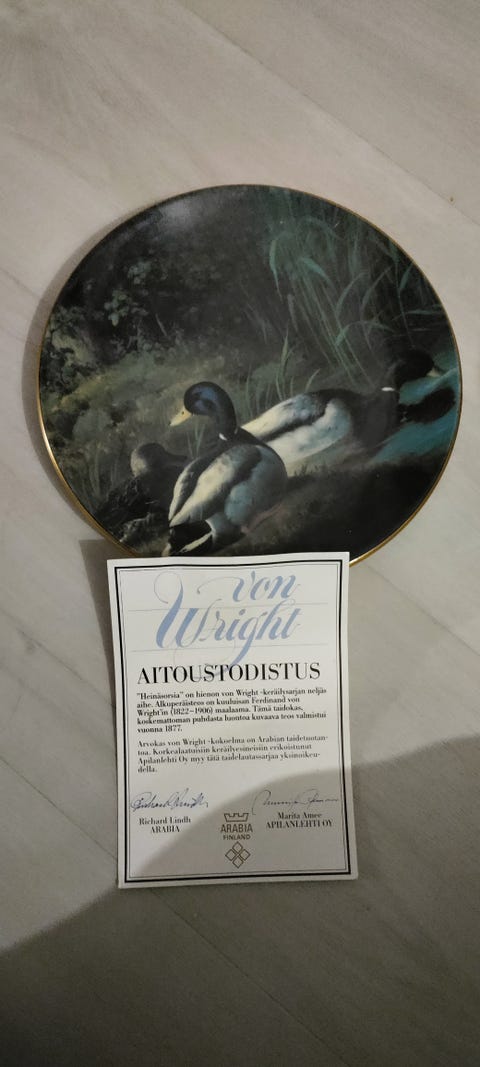 von
Wright
AITOUSTODISTUS
"Heinäsorsia" on hienon von Wright -keräilysarjan neljäs
aihe. Alkuperäisteos on kuuluisan Ferdinand von
Wright'in (1822–1906) maalaama. Tämä taidokas,
koskemattoman puhdasta luontoa kuvaava teos valmistui
vuonna 1877.
Arvokas von Wright -kokoelma on Arabian taidetuotan-
toa. Korkealaatuisiin keräilyesineisiin erikoistunut
Apilanlehti Oy myy tätä taidelautassarjaa yksinoikeu-
della.
Richard Lindh
ARABIA
ARABIA
FINLAND
Marita Amee
APILANLEHTI OY